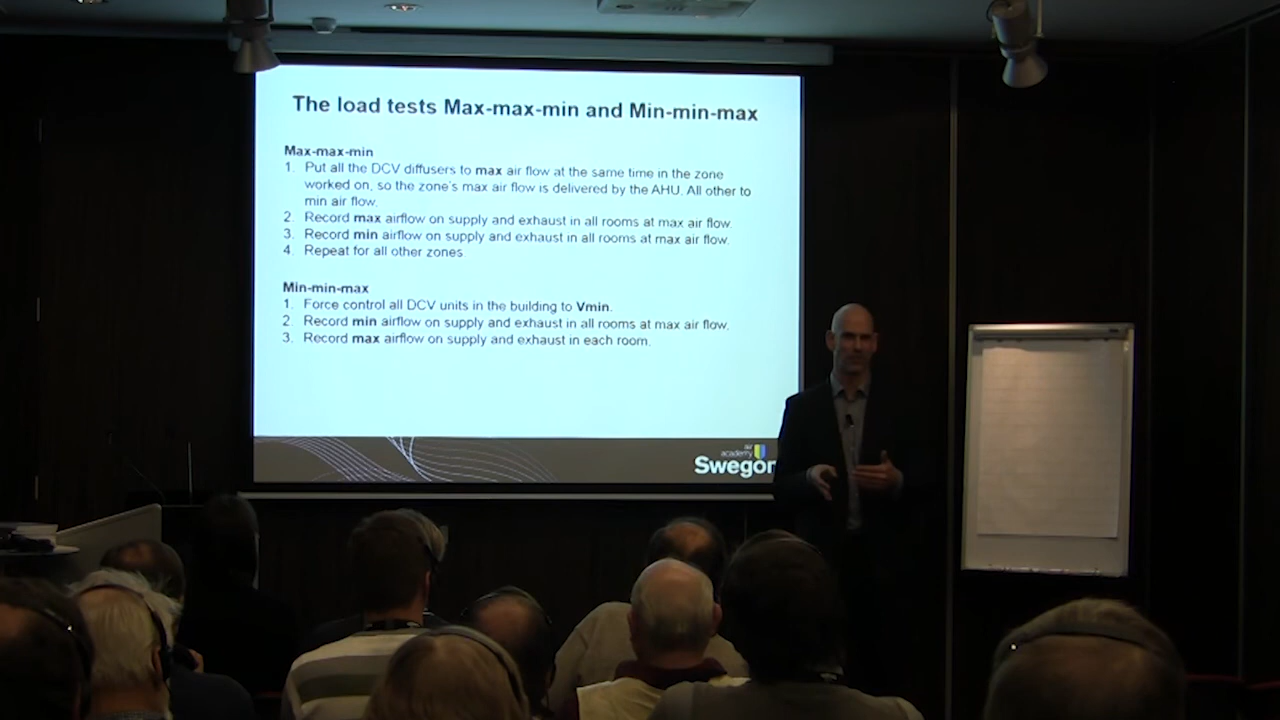 The load tests Max-max-min and Min-min-max
Max-max-min
1. Put all the DCV diffusers to max air flow at the same time in the zone
worked on, so the zone's max air flow is delivered by the AHU. All other to
min air flow.
2. Record max airflow on supply and exhaust in all rooms at max air flow.
3. Record min airflow on supply and exhaust in all rooms at max air flow.
4. Repeat for all other zones.
Min-min-max
1. Force control all DCV units in the building to Vmin.
2. Record min airflow on supply and exhaust in all rooms at max air flow.
3. Record max airflow on supply and exhaust in each room.
air
academy
Swegon